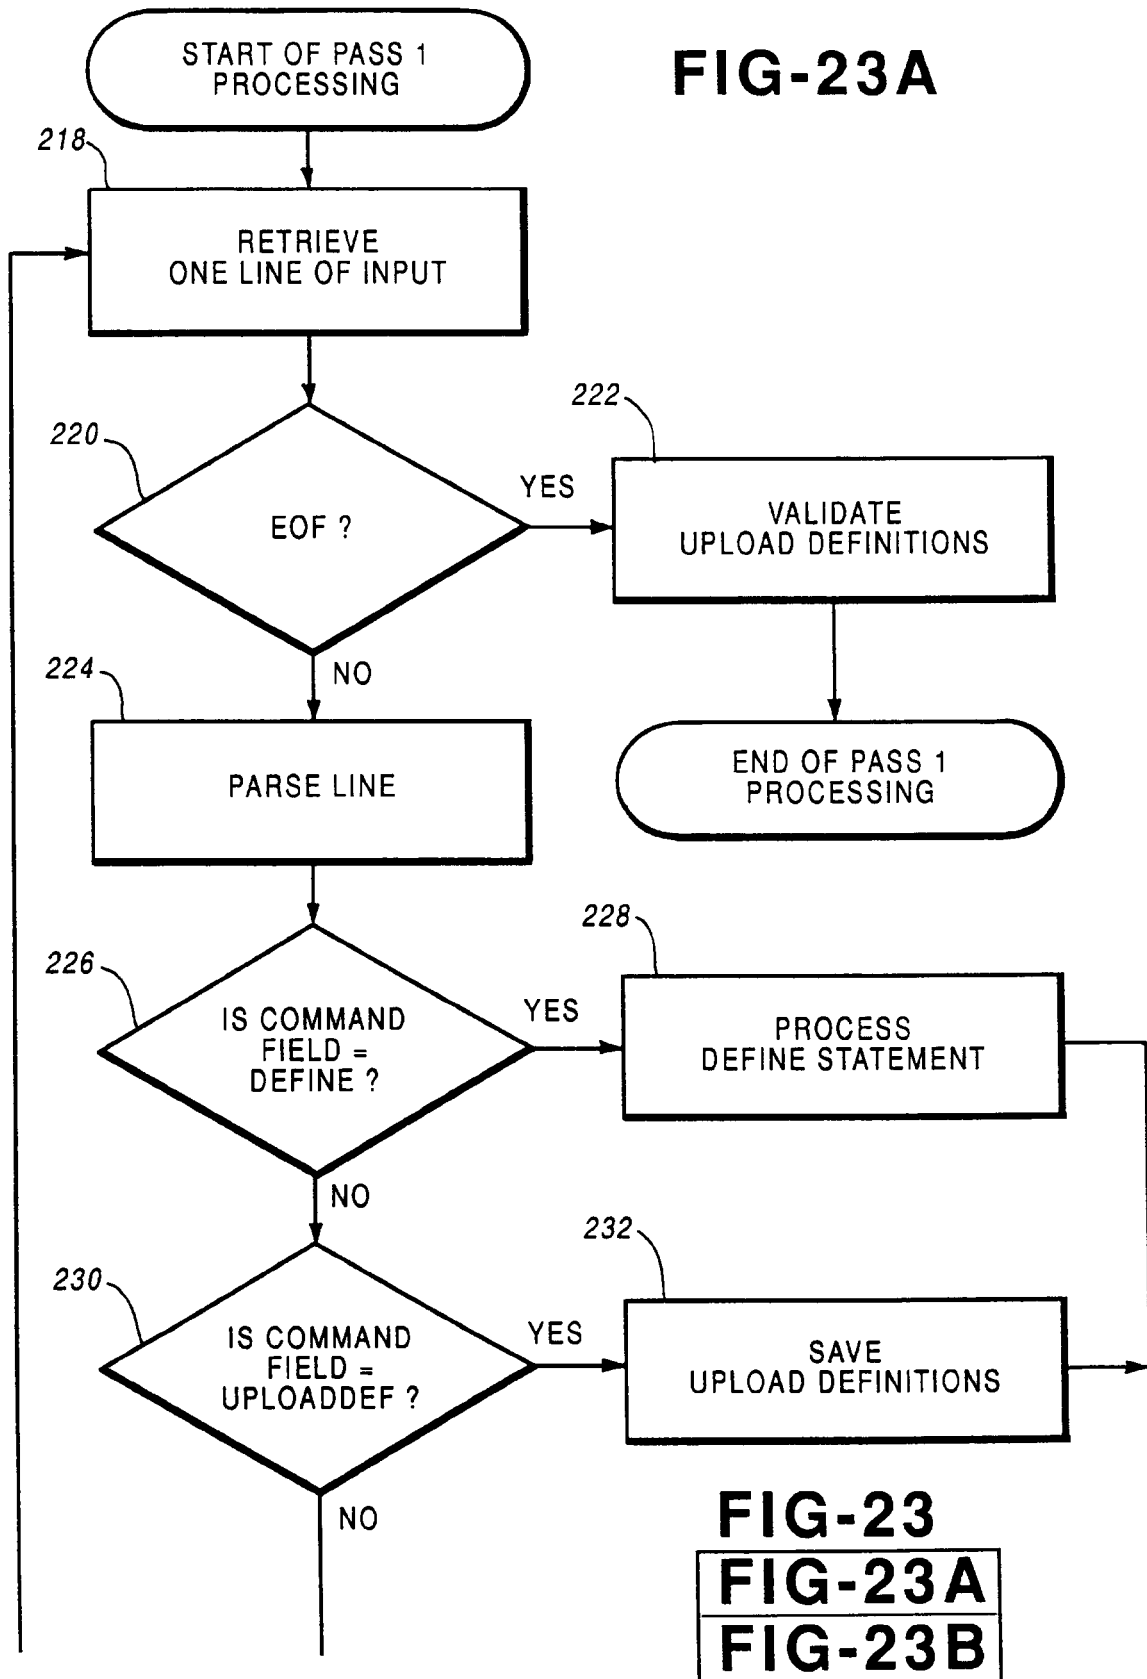 START OF PASS 1
PROCESSING
FIG-23A
218
RETRIEVE
ONE LINE OF INPUT
220
EOF ?
YES
222
VALIDATE
UPLOAD DEFINITIONS
NO
224
PARSE LINE
END OF PASS 1
PROCESSING
226
IS COMMAND
FIELD =
DEFINE ?
YES
228
PROCESS
DEFINE STATEMENT
NO
230
IS COMMAND
FIELD =
UPLOADDEF ?
YES
232
SAVE
UPLOAD DEFINITIONS
NO
FIG-23
FIG-23A
FIG-23B